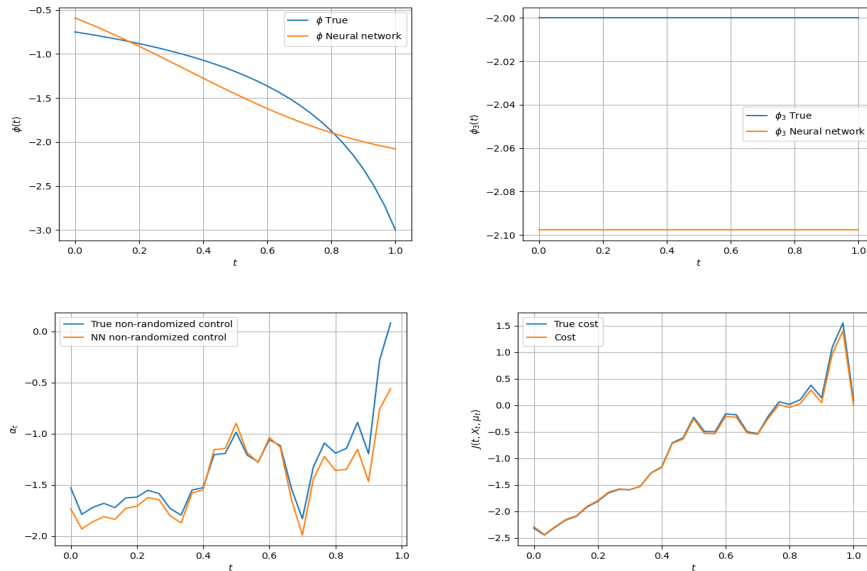 −0.5
−1.0
−1.5
−2.0
−2.5
−3.0
ϕ(t)
0.0 0.2 0.4 0.6 0.8 1.0
t
ϕ True
ϕ Neural network
−2.00
−2.02
−2.04
−2.06
−2.08
−2.10
ϕ₃(t)
0.0 0.2 0.4 0.6 0.8 1.0
t
ϕ₃ True
ϕ₃ Neural network
0.0
−0.5
−1.0
−1.5
−2.0
αₜ
0.0 0.2 0.4 0.6 0.8 1.0
t
True non-randomized control
NN non-randomized control
1.5
1.0
0.5
0.0
−0.5
−1.0
−1.5
−2.0
−2.5
J(t, Xₜ, μₜ)
0.0 0.2 0.4 0.6 0.8 1.0
t
True cost
Cost